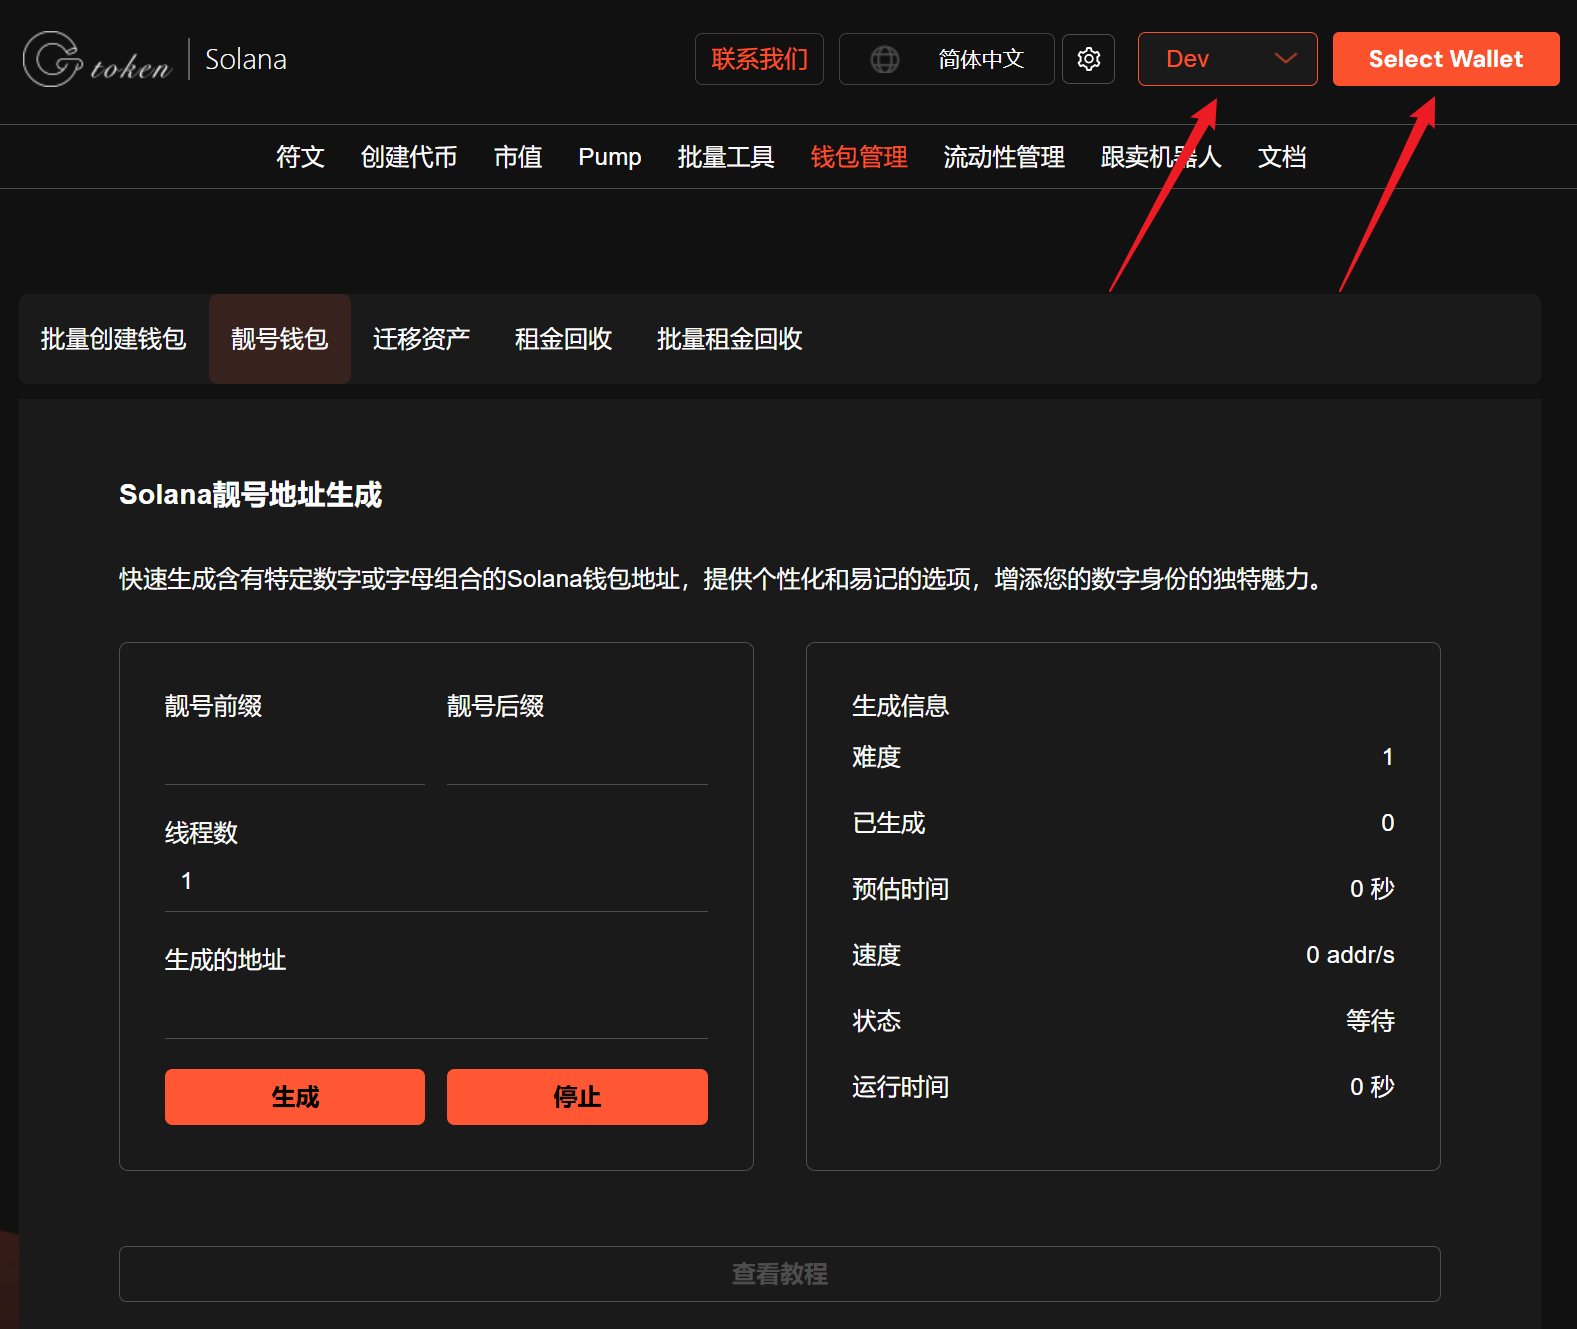 Gtoken
Solana
联系我们
简体中文
Dev
Select Wallet
符文
创建代币
市值
Pump
批量工具
钱包管理
流动性管理
跟卖机器人
文档
批量创建钱包
靓号钱包
迁移资产
租金回收
批量租金回收
Solana靓号地址生成
快速生成含有特定数字或字母组合的Solana钱包地址，提供个性化和易记的选项，增添您的数字身份的独特魅力。
靓号前缀
靓号后缀
线程数
1
生成的地址
生成
停止
生成信息
难度 1
已生成 0
预估时间 0 秒
速度 0 addr/s
状态 等待
运行时间 0 秒
查看教程